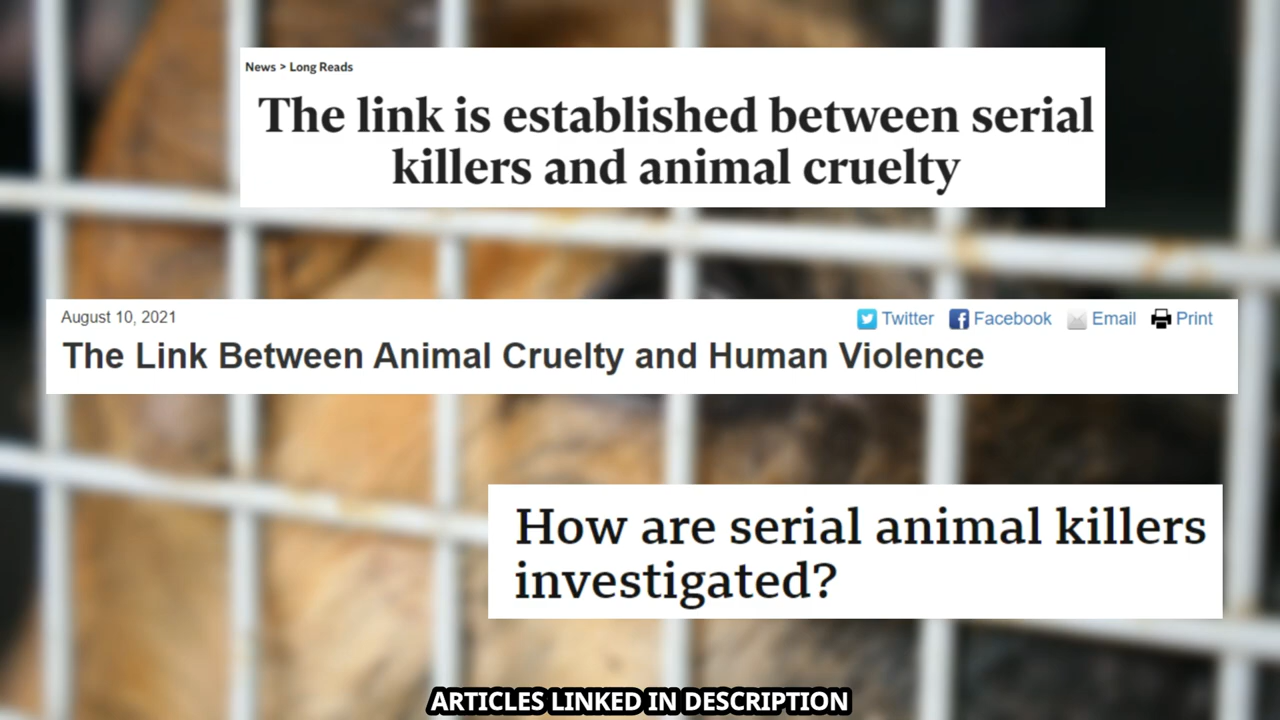 News > Long Reads
The link is established between serial
killers and animal cruelty
August 10, 2021
Twitter Facebook Email Print
The Link Between Animal Cruelty and Human Violence
How are serial animal killers
investigated?
ARTICLES LINKED IN DESCRIPTION